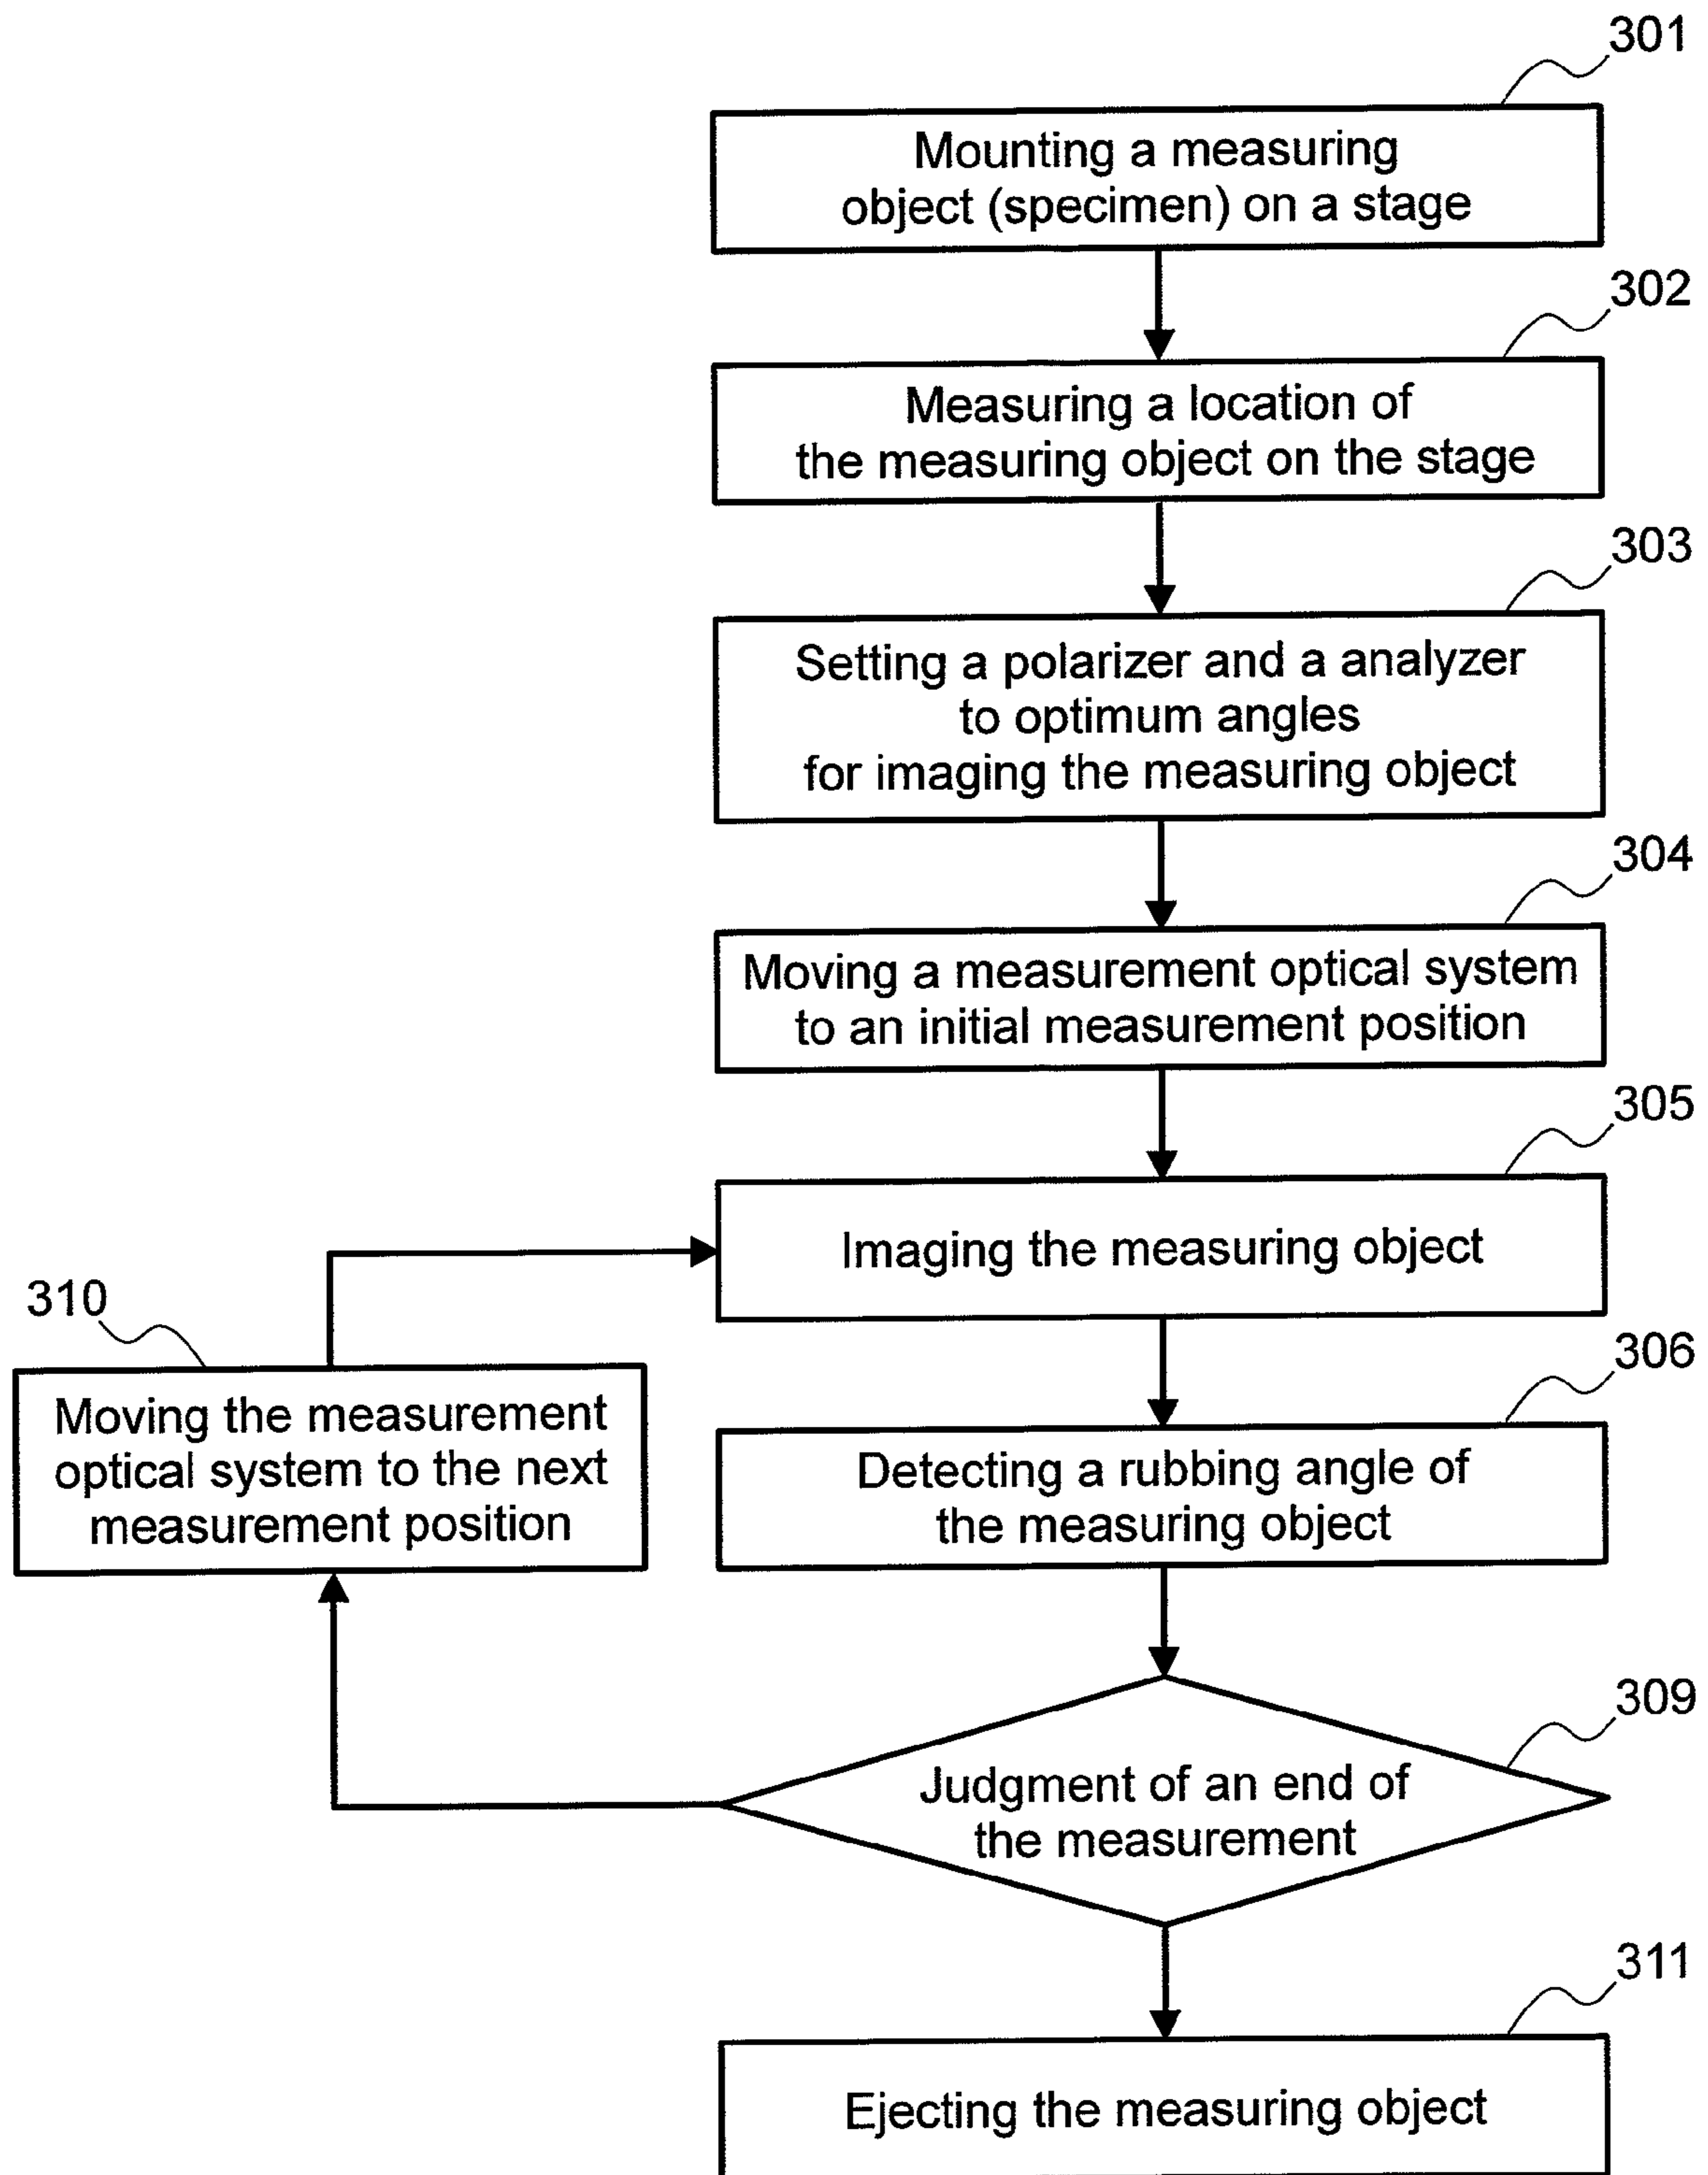 301
Mounting a measuring
object (specimen) on a stage
302
Measuring a location of
the measuring object on the stage
303
Setting a polarizer and a analyzer
to optimum angles
for imaging the measuring object
304
Moving a measurement optical system
to an initial measurement position
305
Imaging the measuring object
310
Moving the measurement
optical system to the next
measurement position
306
Detecting a rubbing angle of
the measuring object
309
Judgment of an end of
the measurement
311
Ejecting the measuring object